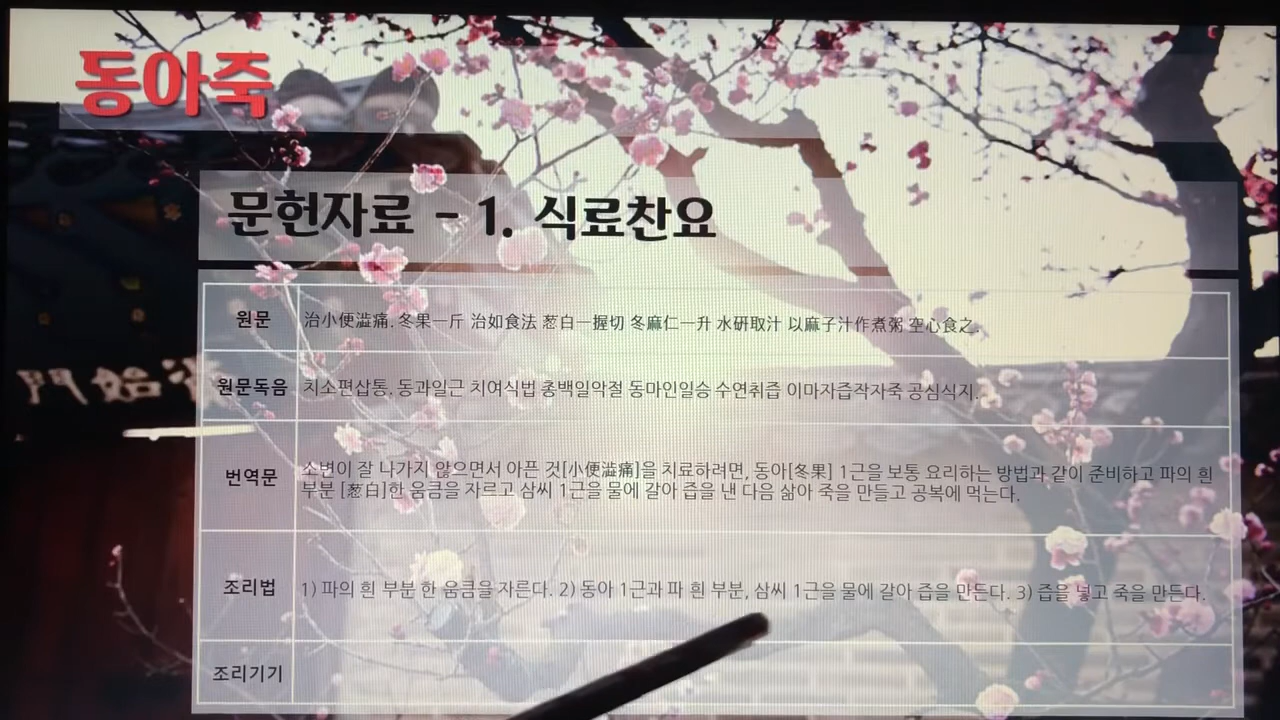 동아죽
문헌자료 - 1. 식료찬요
원문
治小便澁痛. 冬果一斤 治如食法 葱白一握切 冬麻仁一升 水硏取汁 以麻子汁作煮粥 空心食之.
원문독음
치소편삽통. 동과일근 치여식법 총백일악절 동마인일승 수연취즙 이마자즙작자죽 공심식지.
번역문
소변이 잘 나가지 않으면서 아픈 것[小便澁痛]을 치료하려면, 동아[冬果] 1근을 보통 요리하는 방법과 같이 준비하고 파의 흰
부분 [葱白]한 움큼을 자르고 삼씨 1근을 물에 갈아 즙을 낸 다음 삶아 죽을 만들고 공복에 먹는다.
조리법
1) 파의 흰 부분 한 움큼을 자른다. 2) 동아 1근과 파 흰 부분, 삼씨 1근을 물에 갈아 즙을 만든다. 3) 즙을 넣고 죽을 만든다.
조리기기